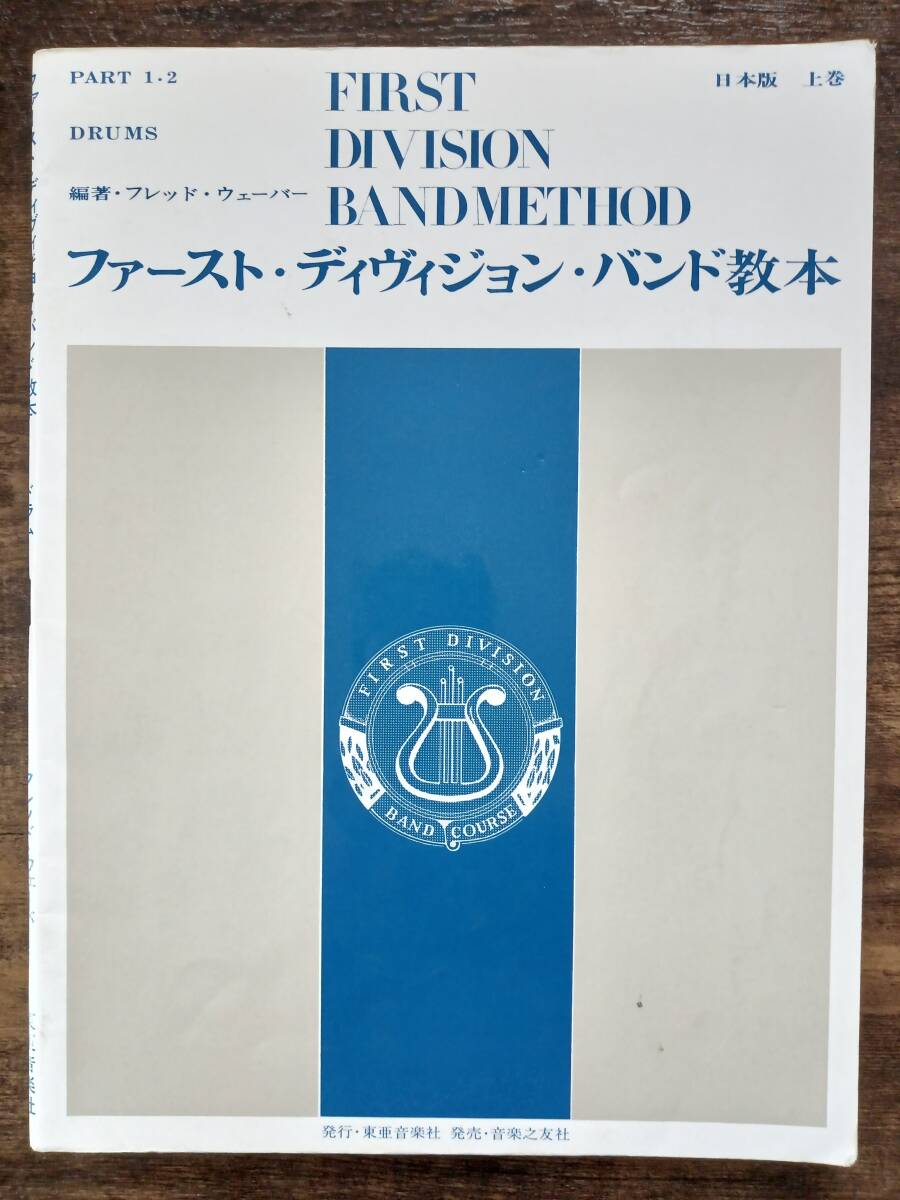 PART 1・2
DRUMS
編著・フレッド・ウェーバー
FIRST
DIVISION
BAND METHOD
日本版 上巻
ファースト・ディヴィジョン・バンド教本
FIRST DIVISION
BAND COURSE
発行・東亜音楽社 発売・音楽之友社